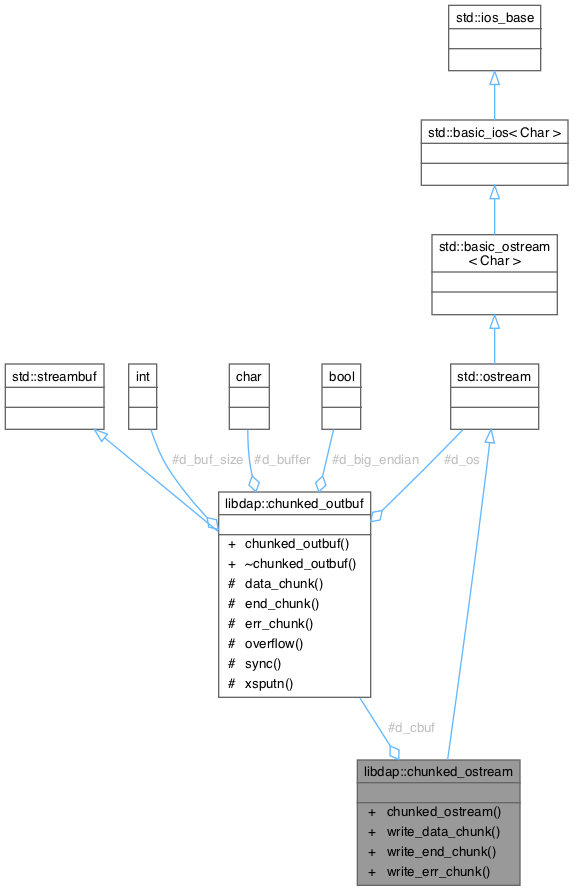 std::ios_base
std::basic_ios< Char >
std::basic_ostream
< Char >
std::streambuf
int
char
bool
std::ostream
#d_buf_size
#d_buffer
#d_big_endian
#d_os
libdap::chunked_outbuf
+ chunked_outbuf()
+ ~chunked_outbuf()
# data_chunk()
# end_chunk()
# err_chunk()
# overflow()
# sync()
# xsputn()
#d_cbuf
libdap::chunked_ostream
+ chunked_ostream()
+ write_data_chunk()
+ write_end_chunk()
+ write_err_chunk()